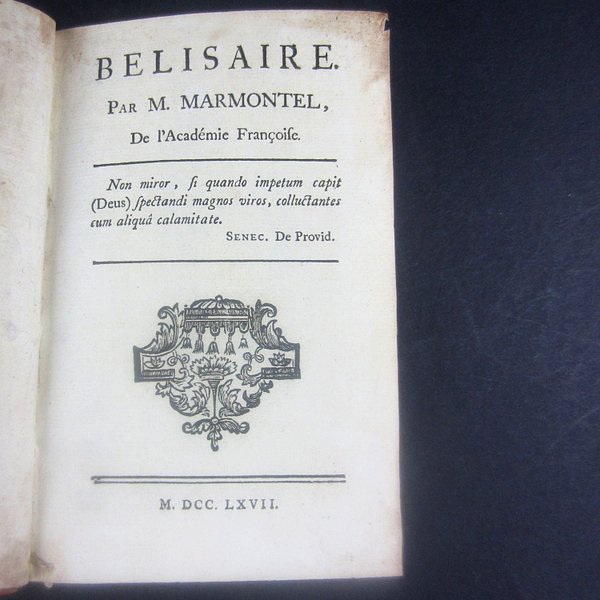 BELISAIRE.
PAR M. MARMONTEL,
De l'Académie Françoiſe.
Non miror, ſi quando impetum capit
(Deus) ſpectandi magnos viros, colluctantes
cum aliquâ calamitate.
SENEC. De Provid.
M. DCC. LXVII.